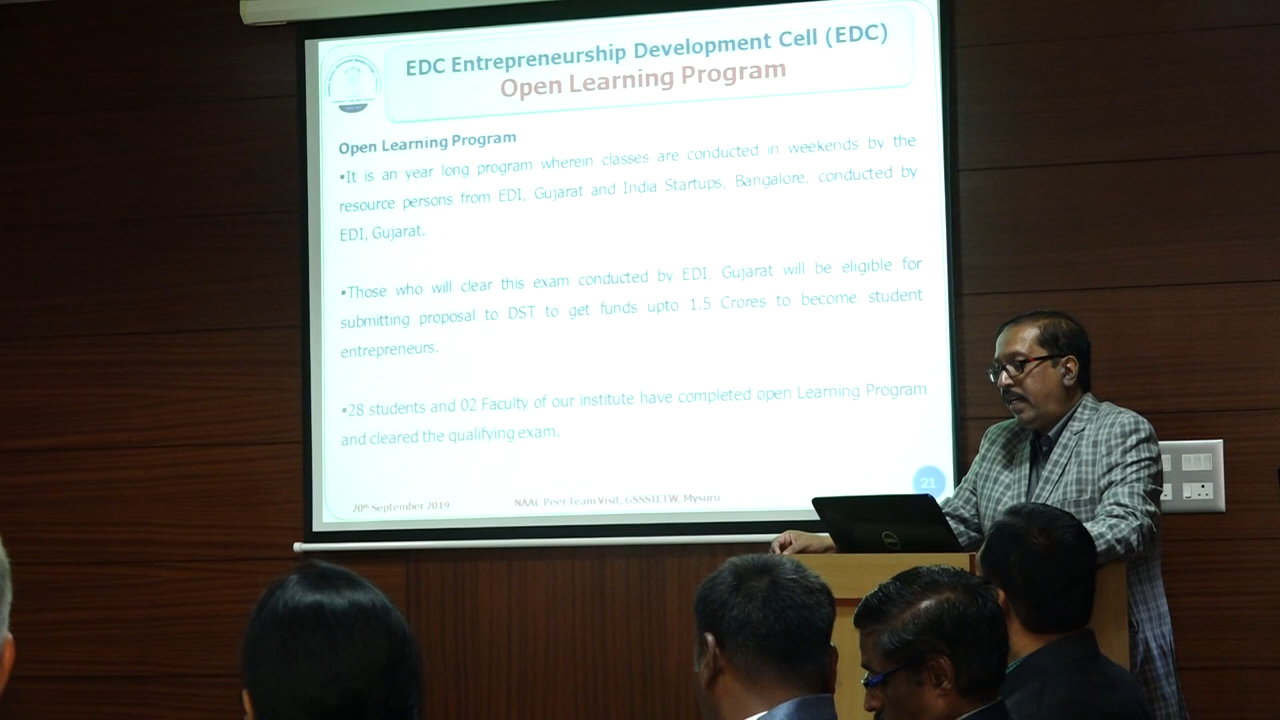 EDC Entrepreneurship Development Cell (EDC)
Open Learning Program
Open Learning Program
▪It is an year long program wherein classes are conducted in weekends by the
resource persons from EDI, Gujarat and India Startups, Bangalore, conducted by
EDI, Gujarat.
▪Those who will clear this exam conducted by EDI, Gujarat will be eligible for
submitting proposal to DST to get funds upto 1.5 Crores to become student
entrepreneurs.
▪28 students and 02 Faculty of our institute have completed open Learning Program
and cleared the qualifying exam.
21
20th September 2019
NAAC Peer Team Visit, GSSSIETW, Mysuru
DELL